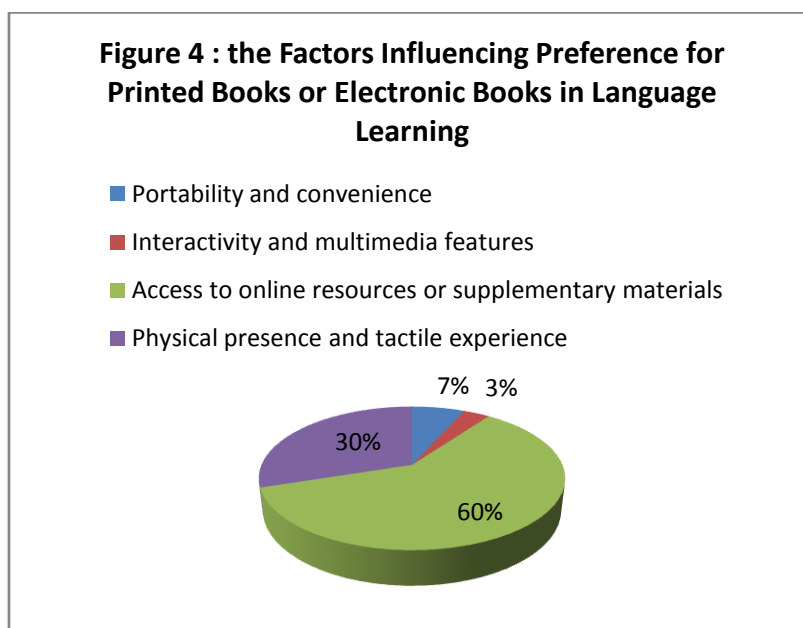 Figure 4 : the Factors Influencing Preference for
Printed Books or Electronic Books in Language
Learning
Portability and convenience
Interactivity and multimedia features
Access to online resources or supplementary materials
Physical presence and tactile experience
7%
3%
30%
60%